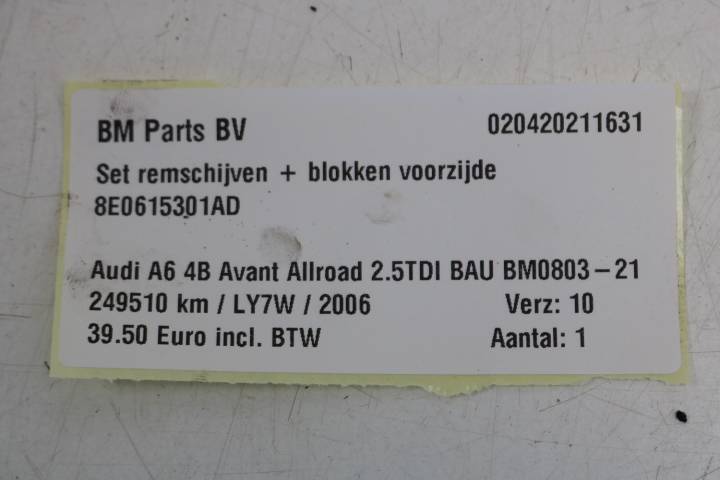 BM Parts BV 020420211631
Set remschijven + blokken voorzijde
8E0615301AD
Audi A6 4B Avant Allroad 2.5TDI BAU BM0803-21
249510 km / LY7W / 2006 Verz: 10
39.50 Euro incl. BTW Aantal: 1